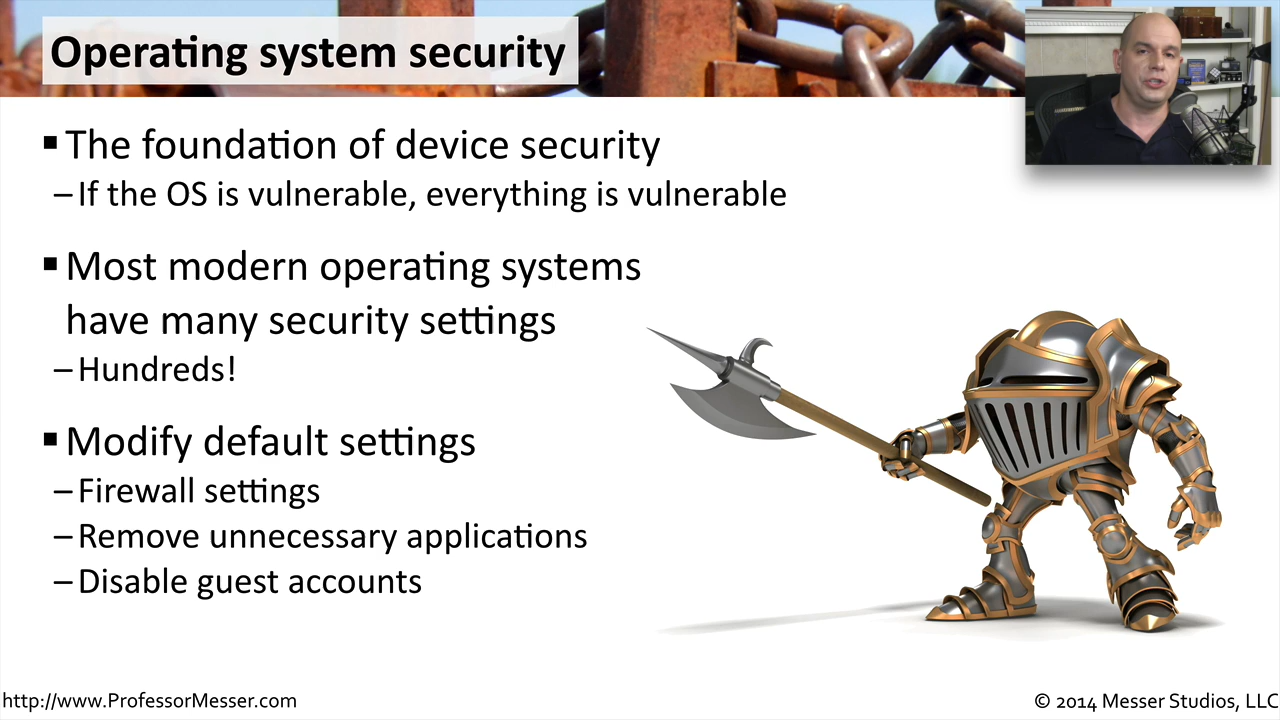 Operating system security
▪ The foundation of device security
– If the OS is vulnerable, everything is vulnerable
▪ Most modern operating systems
have many security settings
– Hundreds!
▪ Modify default settings
– Firewall settings
– Remove unnecessary applications
– Disable guest accounts
http://www.ProfessorMesser.com
© 2014 Messer Studios, LLC